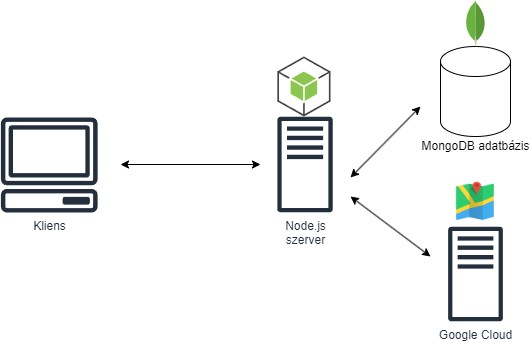 MongoDB adatbázis
Kliens
Node.js
szerver
Google Cloud